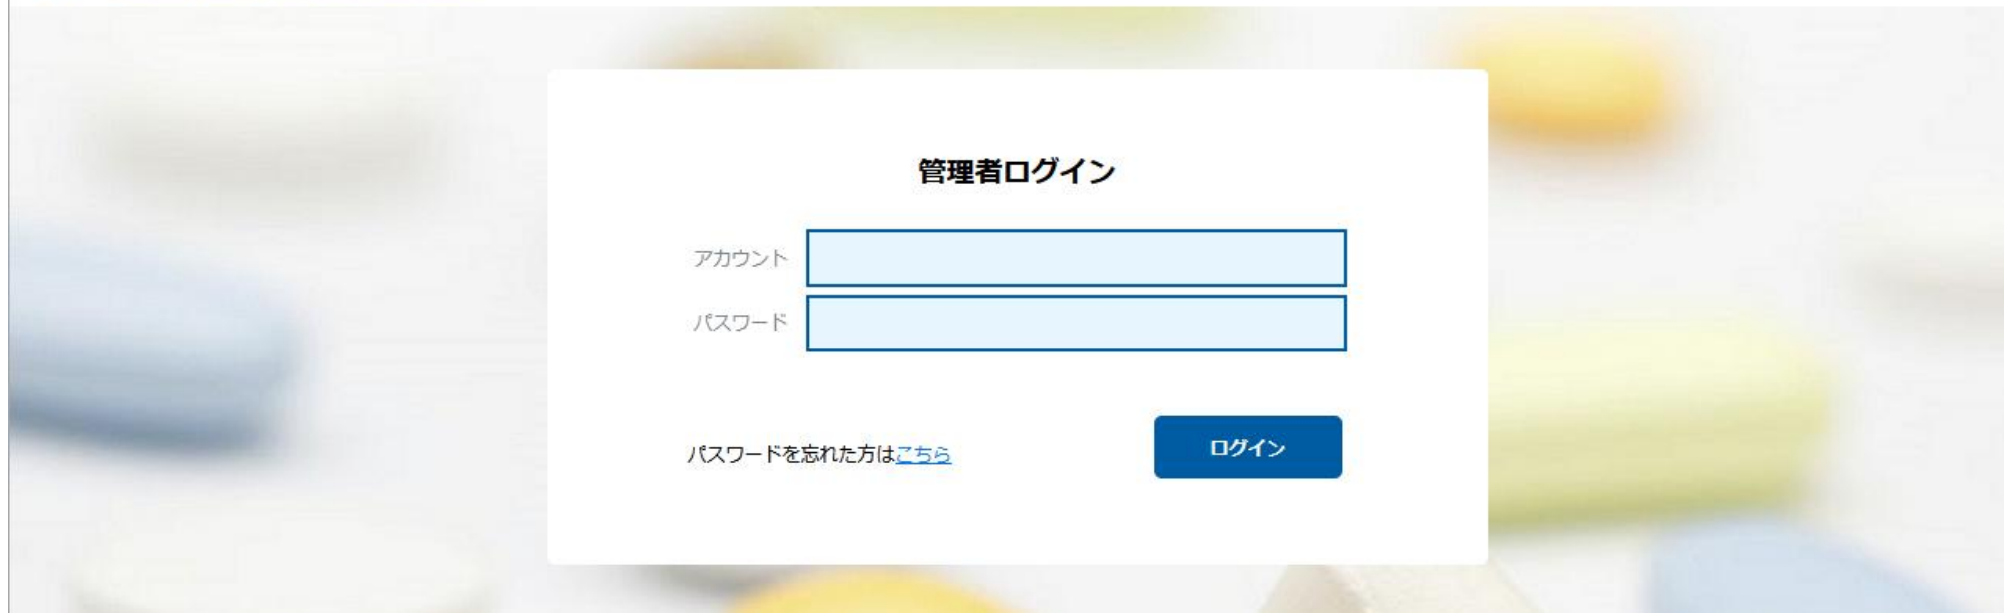 管理者ログイン
アカウント
パスワード
パスワードを忘れた方はこちら
ログイン